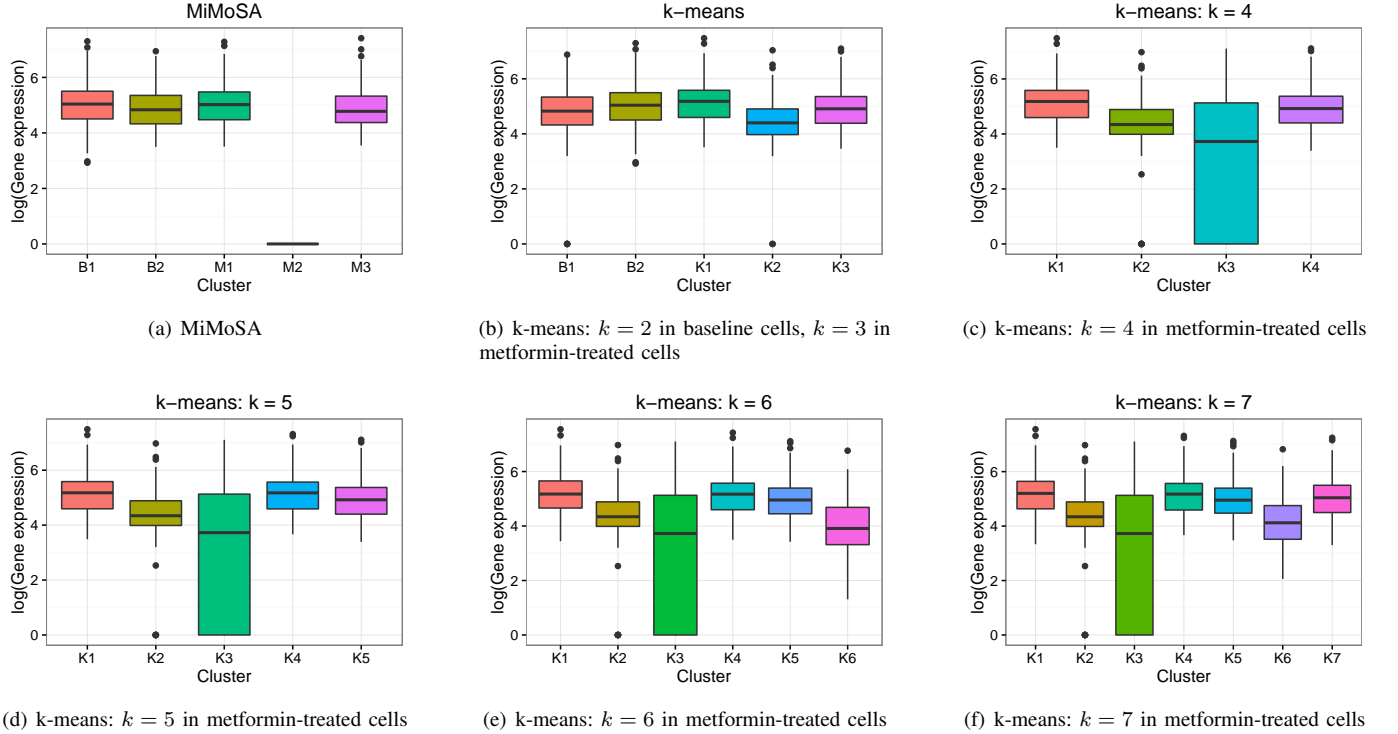 MiMoSA
log(Gene expression)
6
4
2
0
B1 B2 M1 M2 M3
Cluster
(a) MiMoSA
k−means
log(Gene expression)
6
4
2
0
B1 B2 K1 K2 K3
Cluster
(b) k-means: k = 2 in baseline cells, k = 3 in
metformin-treated cells
k−means: k = 4
log(Gene expression)
6
4
2
0
K1 K2 K3 K4
Cluster
(c) k-means: k = 4 in metformin-treated cells
k−means: k = 5
log(Gene expression)
6
4
2
0
K1 K2 K3 K4 K5
Cluster
(d) k-means: k = 5 in metformin-treated cells
k−means: k = 6
log(Gene expression)
6
4
2
0
K1 K2 K3 K4 K5 K6
Cluster
(e) k-means: k = 6 in metformin-treated cells
k−means: k = 7
log(Gene expression)
6
4
2
0
K1 K2 K3 K4 K5 K6 K7
Cluster
(f) k-means: k = 7 in metformin-treated cells